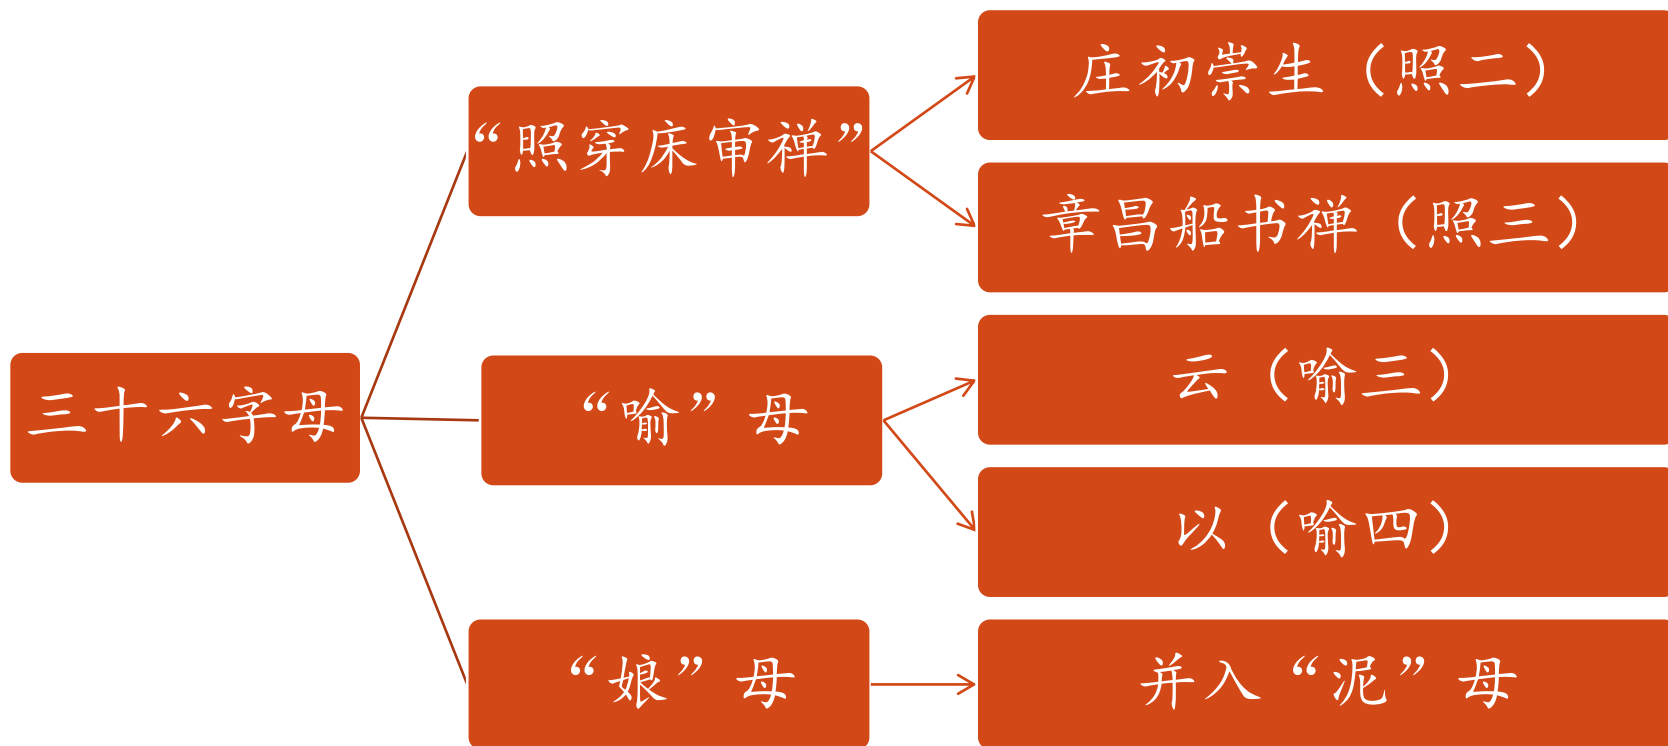 三十六字母
“照穿床审禅”
庄初崇生（照二）
章昌船书禅（照三）
“喻”母
云（喻三）
以（喻四）
“娘”母
并入“泥”母